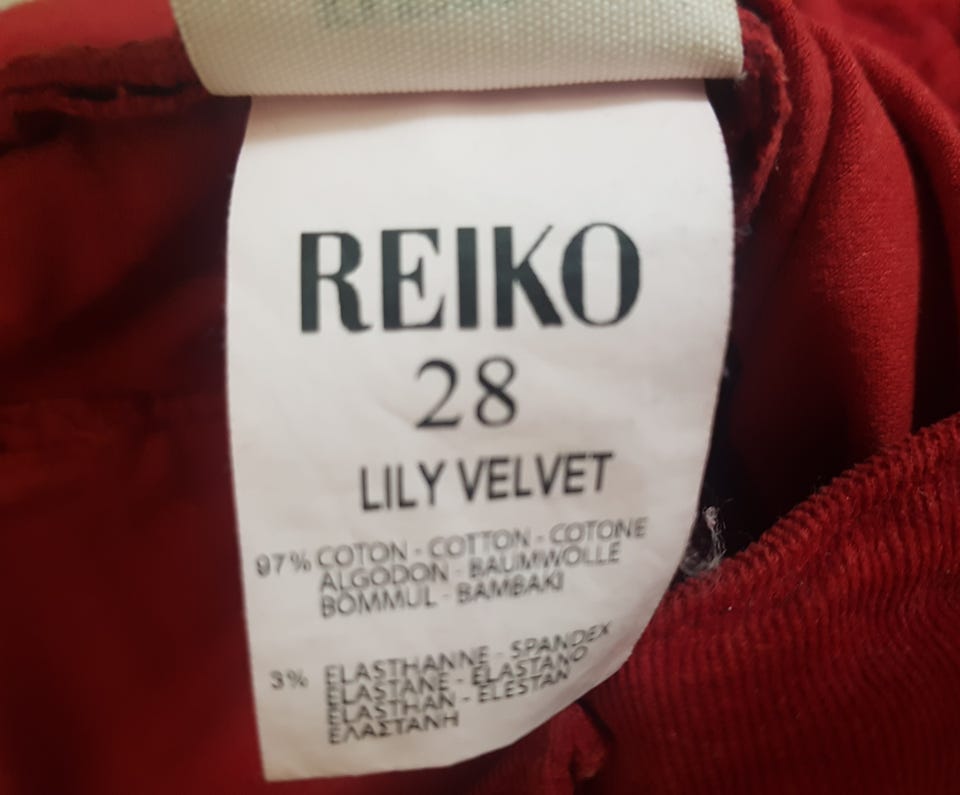 REIKO
28
LILY VELVET
97% COTON - COTTON - COTONE
ALGODON - BAUMWOLLE
BOMMUL - BAMBAKI
3% ELASTHANNE - SPANDEX
ELASTANE - ELASTANO
ELASTHAN - ELESTAN
ΕΛΑΣΤΑΝΗ